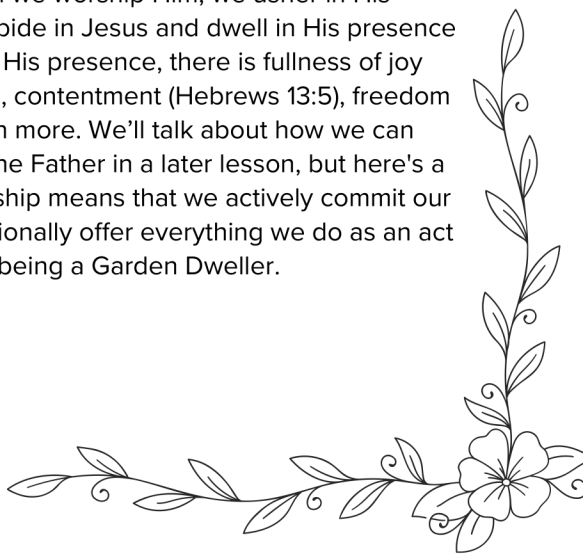 we worship Him, we usher in His
bide in Jesus and dwell in His presence
His presence, there is fullness of joy
, contentment (Hebrews 13:5), freedom
more. We’ll talk about how we can
he Father in a later lesson, but here's a
ship means that we actively commit our
ionally offer everything we do as an act
being a Garden Dweller.